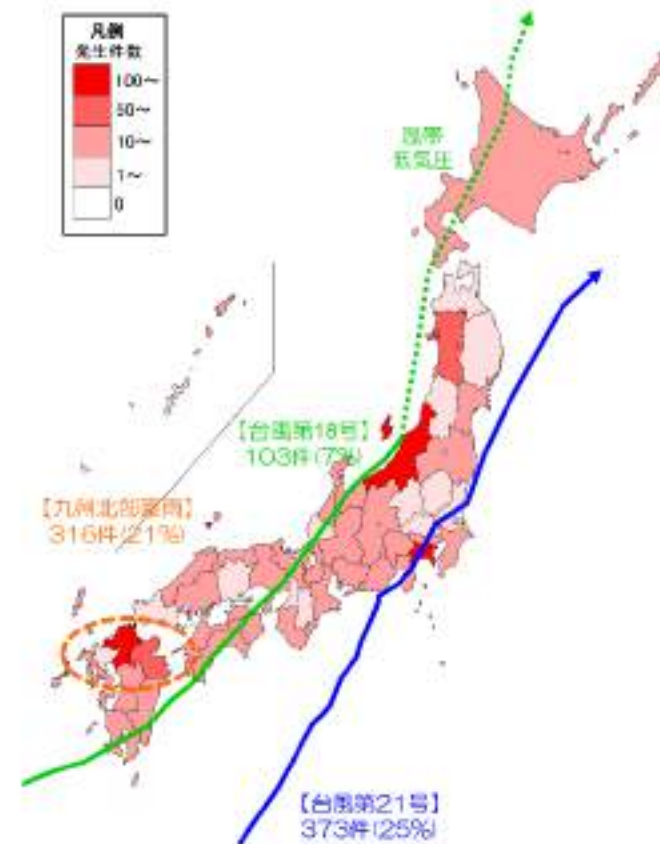 凡例
発生件数
100～
50～
10～
1～
0
温帯
低気圧
【台風第18号】
103件(7%)
【九州北部豪雨】
316件(21%)
【台風第21号】
373件(25%)